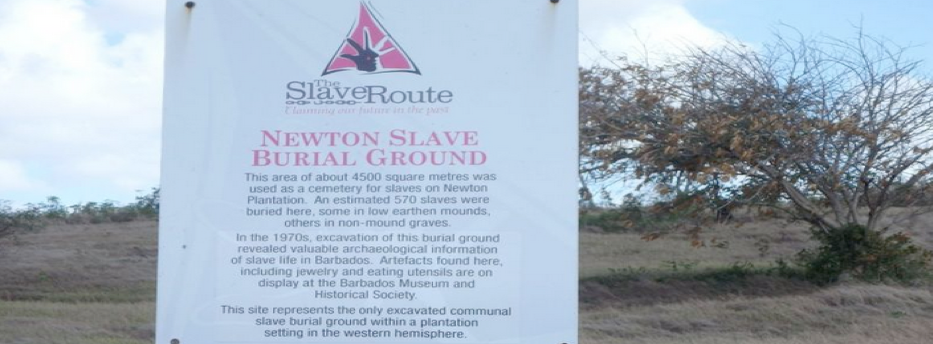 The
SlaveRoute
Claiming our future in the past
NEWTON SLAVE
BURIAL GROUND
This area of about 4500 square metres was
used as a cemetery for slaves on Newton
Plantation. An estimated 570 slaves were
buried here, some in low earthen mounds,
others in non-mound graves.
In the 1970s, excavation of this burial ground
revealed valuable archaeological information
of slave life in Barbados. Artefacts found here,
including jewelry and eating utensils are on
display at the Barbados Museum and
Historical Society.
This site represents the only excavated communal
slave burial ground within a plantation
setting in the western hemisphere.